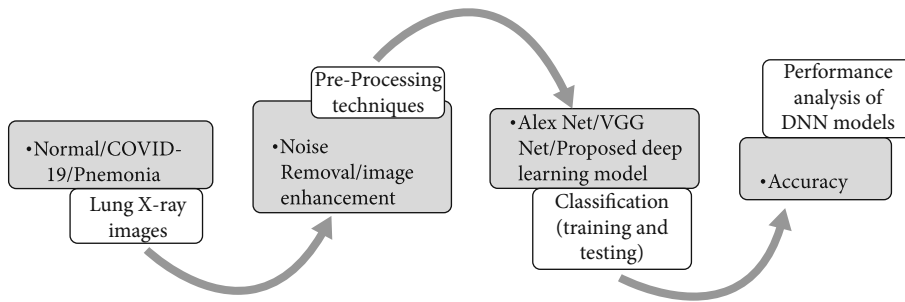 •Normal/COVID-
19/Pnemonia
Lung X-ray
images
Pre-Processing
techniques
•Noise
Removal/image
enhancement
•Alex Net/VGG
Net/Proposed deep
learning model
Classification
(training and
testing)
Performance
analysis of
DNN models
•Accuracy